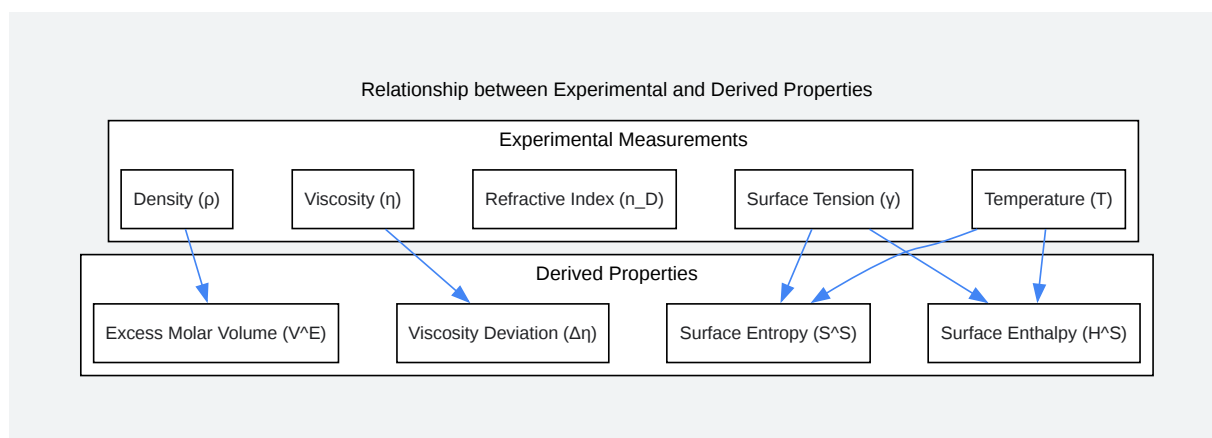 Relationship between Experimental and Derived Properties
Experimental Measurements
Density (ρ)
Viscosity (η)
Refractive Index (n_D)
Surface Tension (γ)
Temperature (T)
Derived Properties
Excess Molar Volume (V^E)
Viscosity Deviation (Δη)
Surface Entropy (S^S)
Surface Enthalpy (H^S)